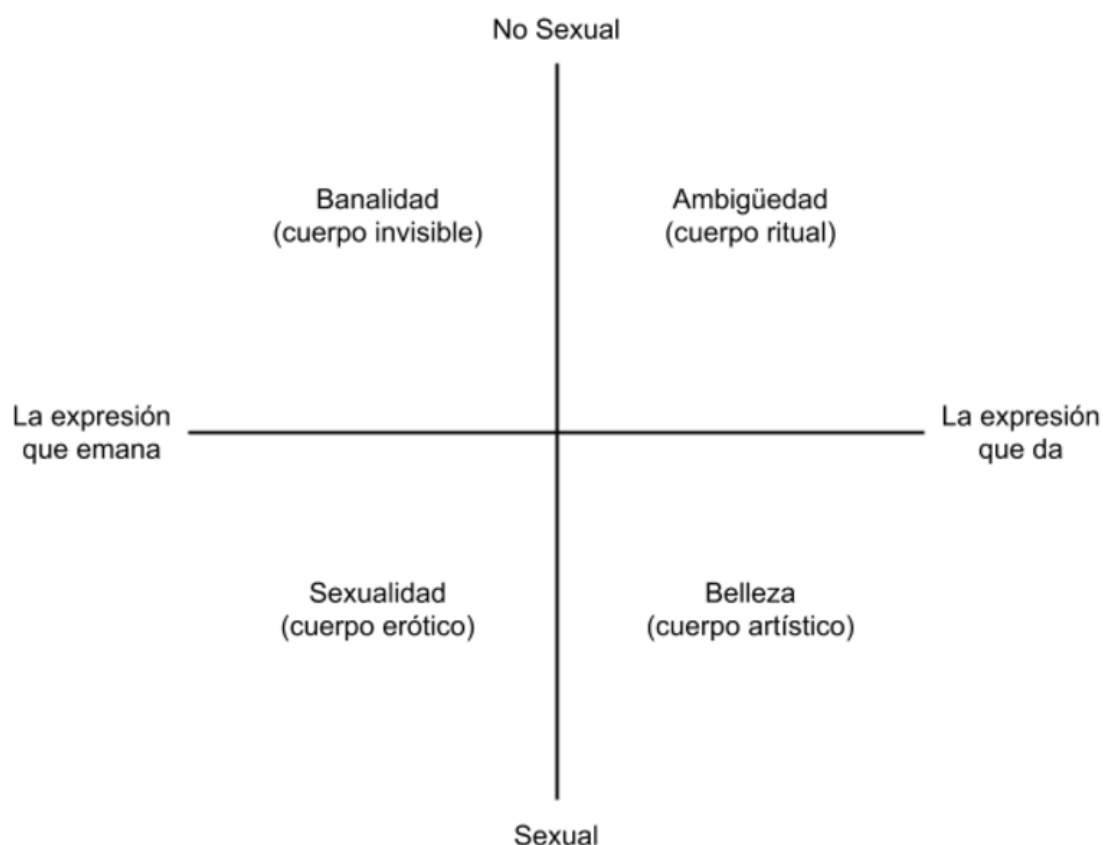 No Sexual
Banalidad
(cuerpo invisible)
Ambigüedad
(cuerpo ritual)
La expresión
que emana
La expresión
que da
Sexualidad
(cuerpo erótico)
Belleza
(cuerpo artístico)
Sexual